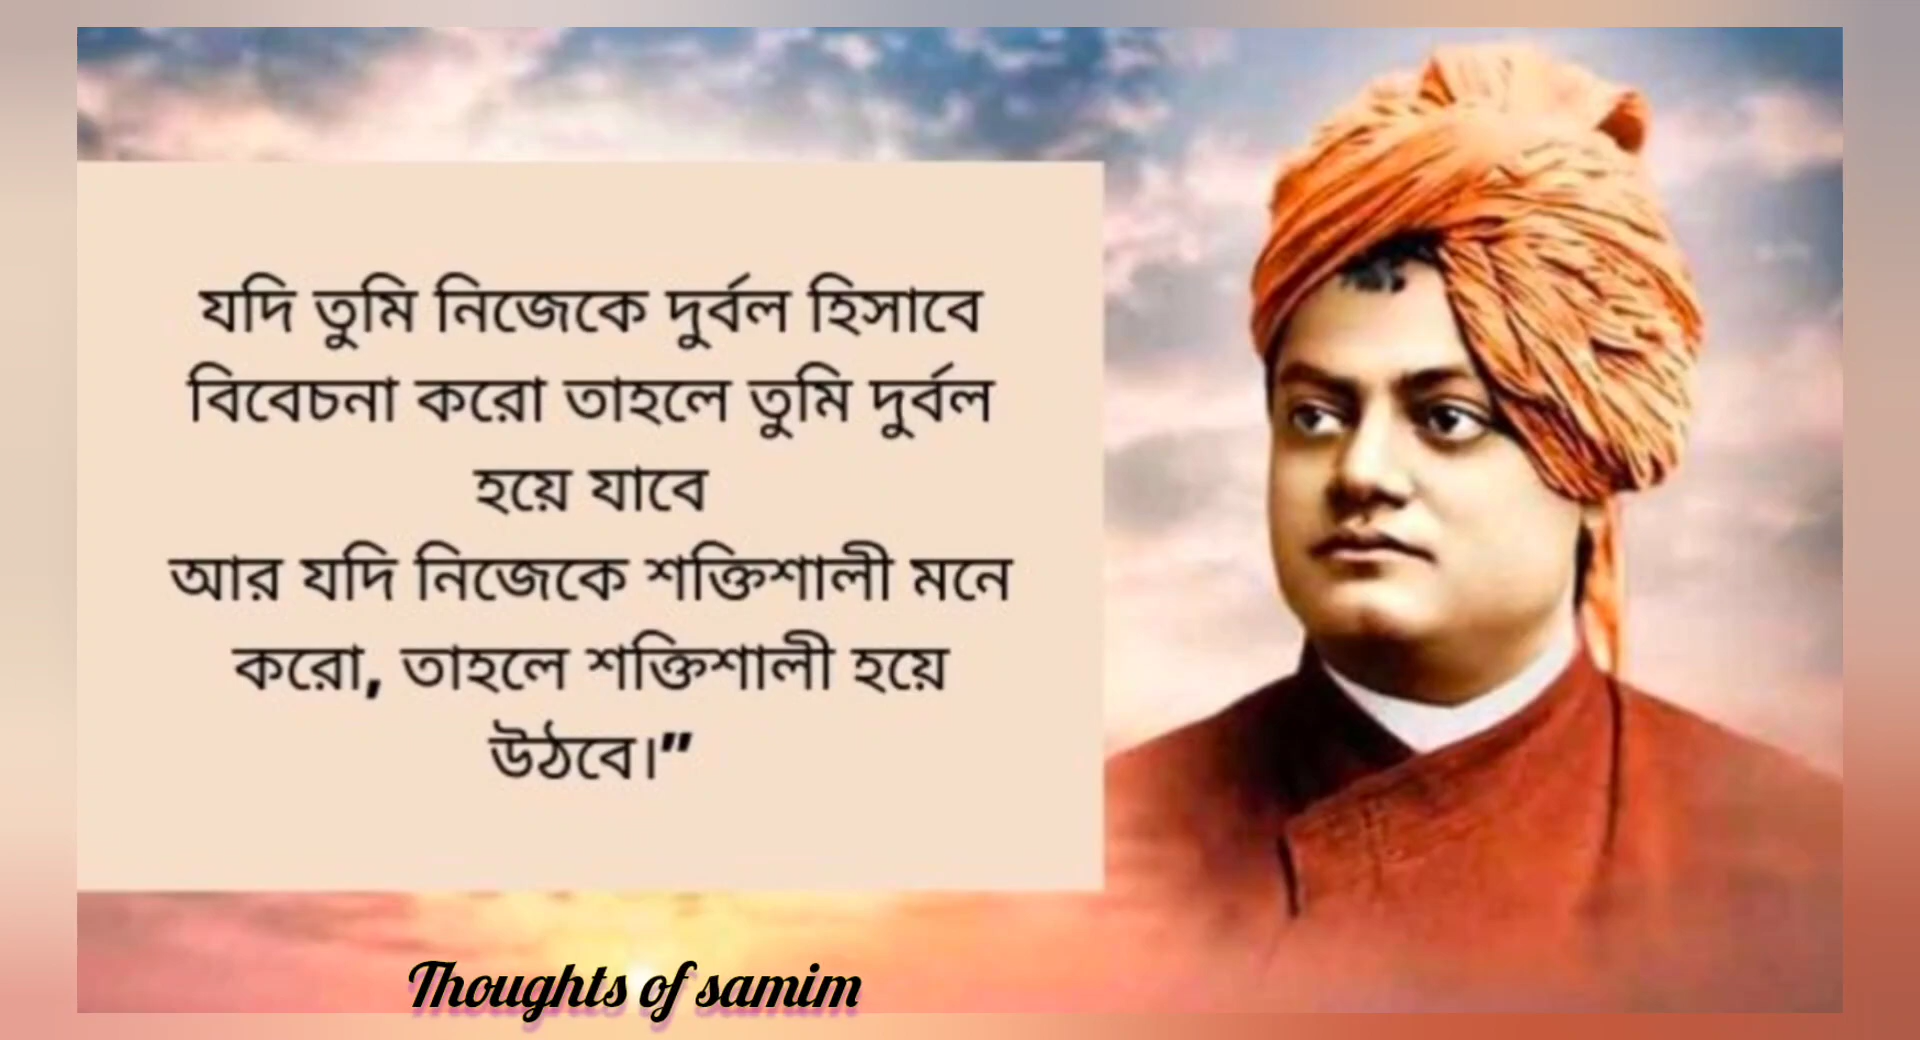 যদি তুমি নিজেকে দুর্বল হিসাবে
বিবেচনা করো তাহলে তুমি দুর্বল
হয়ে যাবে
আর যদি নিজেকে শক্তিশালী মনে
করো, তাহলে শক্তিশালী হয়ে
উঠবে।”
Thoughts of samim